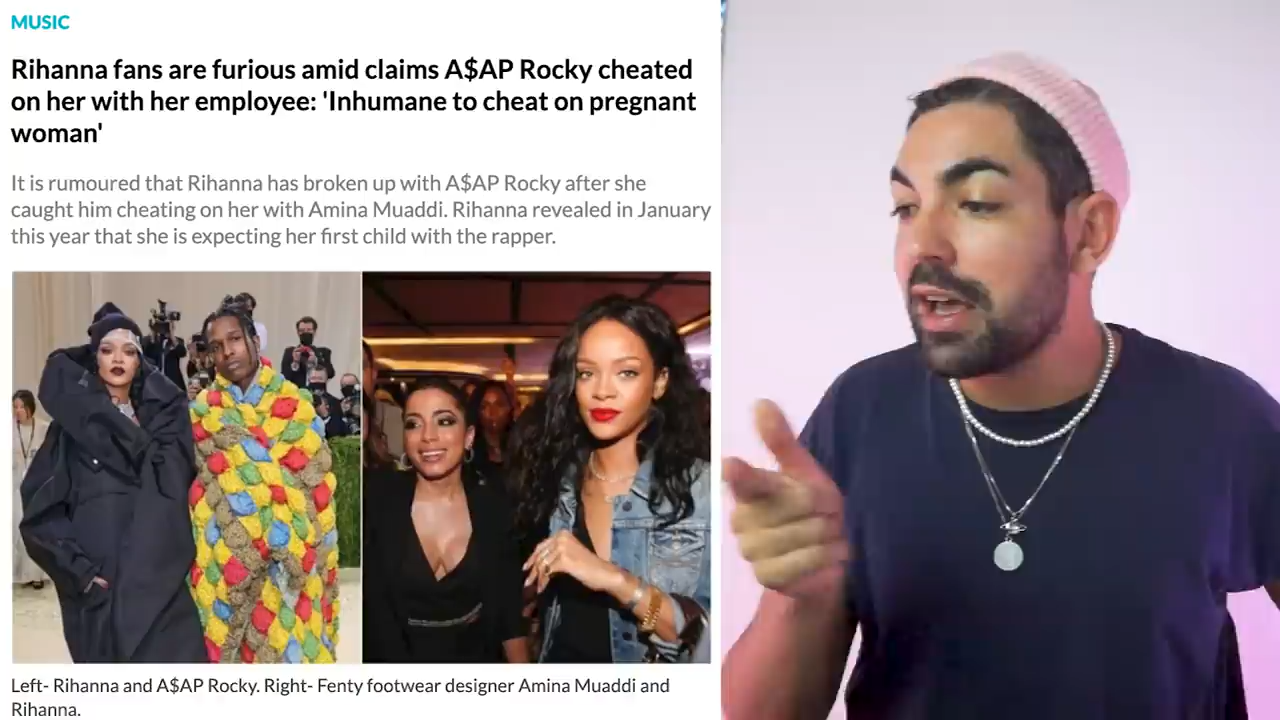 MUSIC
Rihanna fans are furious amid claims A$AP Rocky cheated
on her with her employee: 'Inhumane to cheat on pregnant
woman'
It is rumoured that Rihanna has broken up with A$AP Rocky after she
caught him cheating on her with Amina Muaddi. Rihanna revealed in January
this year that she is expecting her first child with the rapper.
Left- Rihanna and A$AP Rocky. Right- Fenty footwear designer Amina Muaddi and
Rihanna.